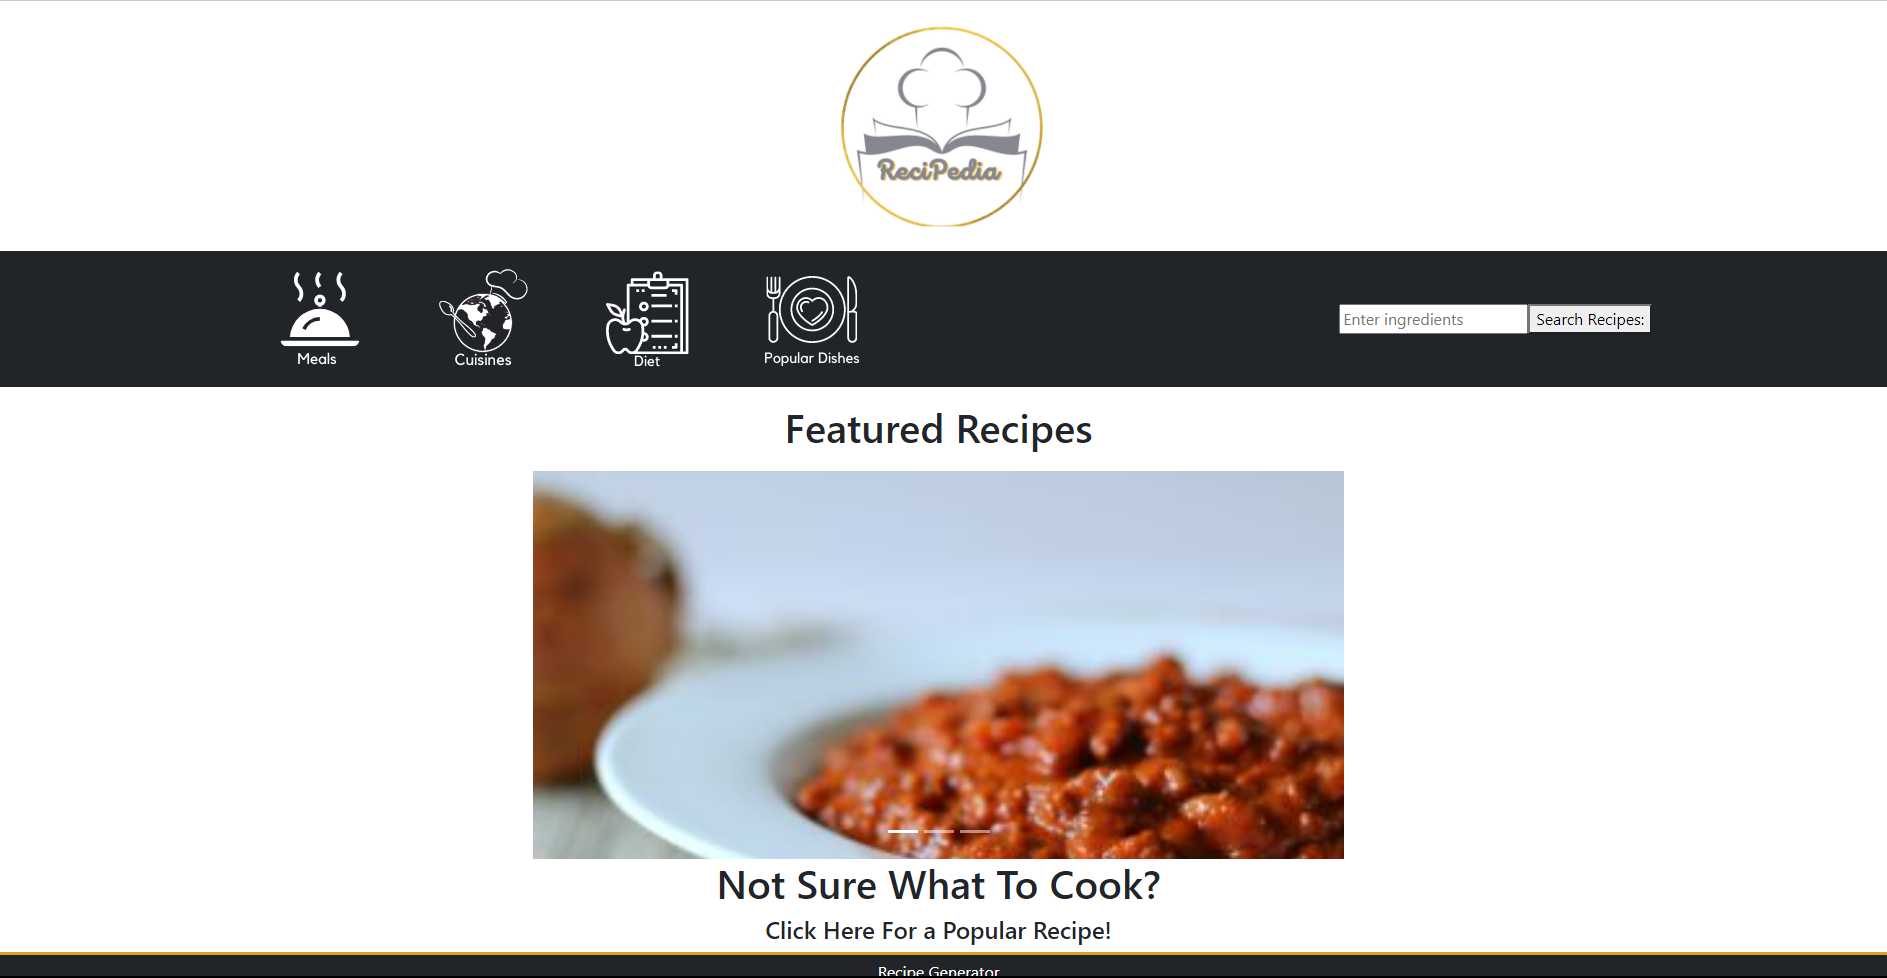 ReciPedia
Meals
Cuisines
Diet
Popular Dishes
Enter ingredients
Search Recipes:
Featured Recipes
Not Sure What To Cook?
Click Here For a Popular Recipe!
Recipe Generator